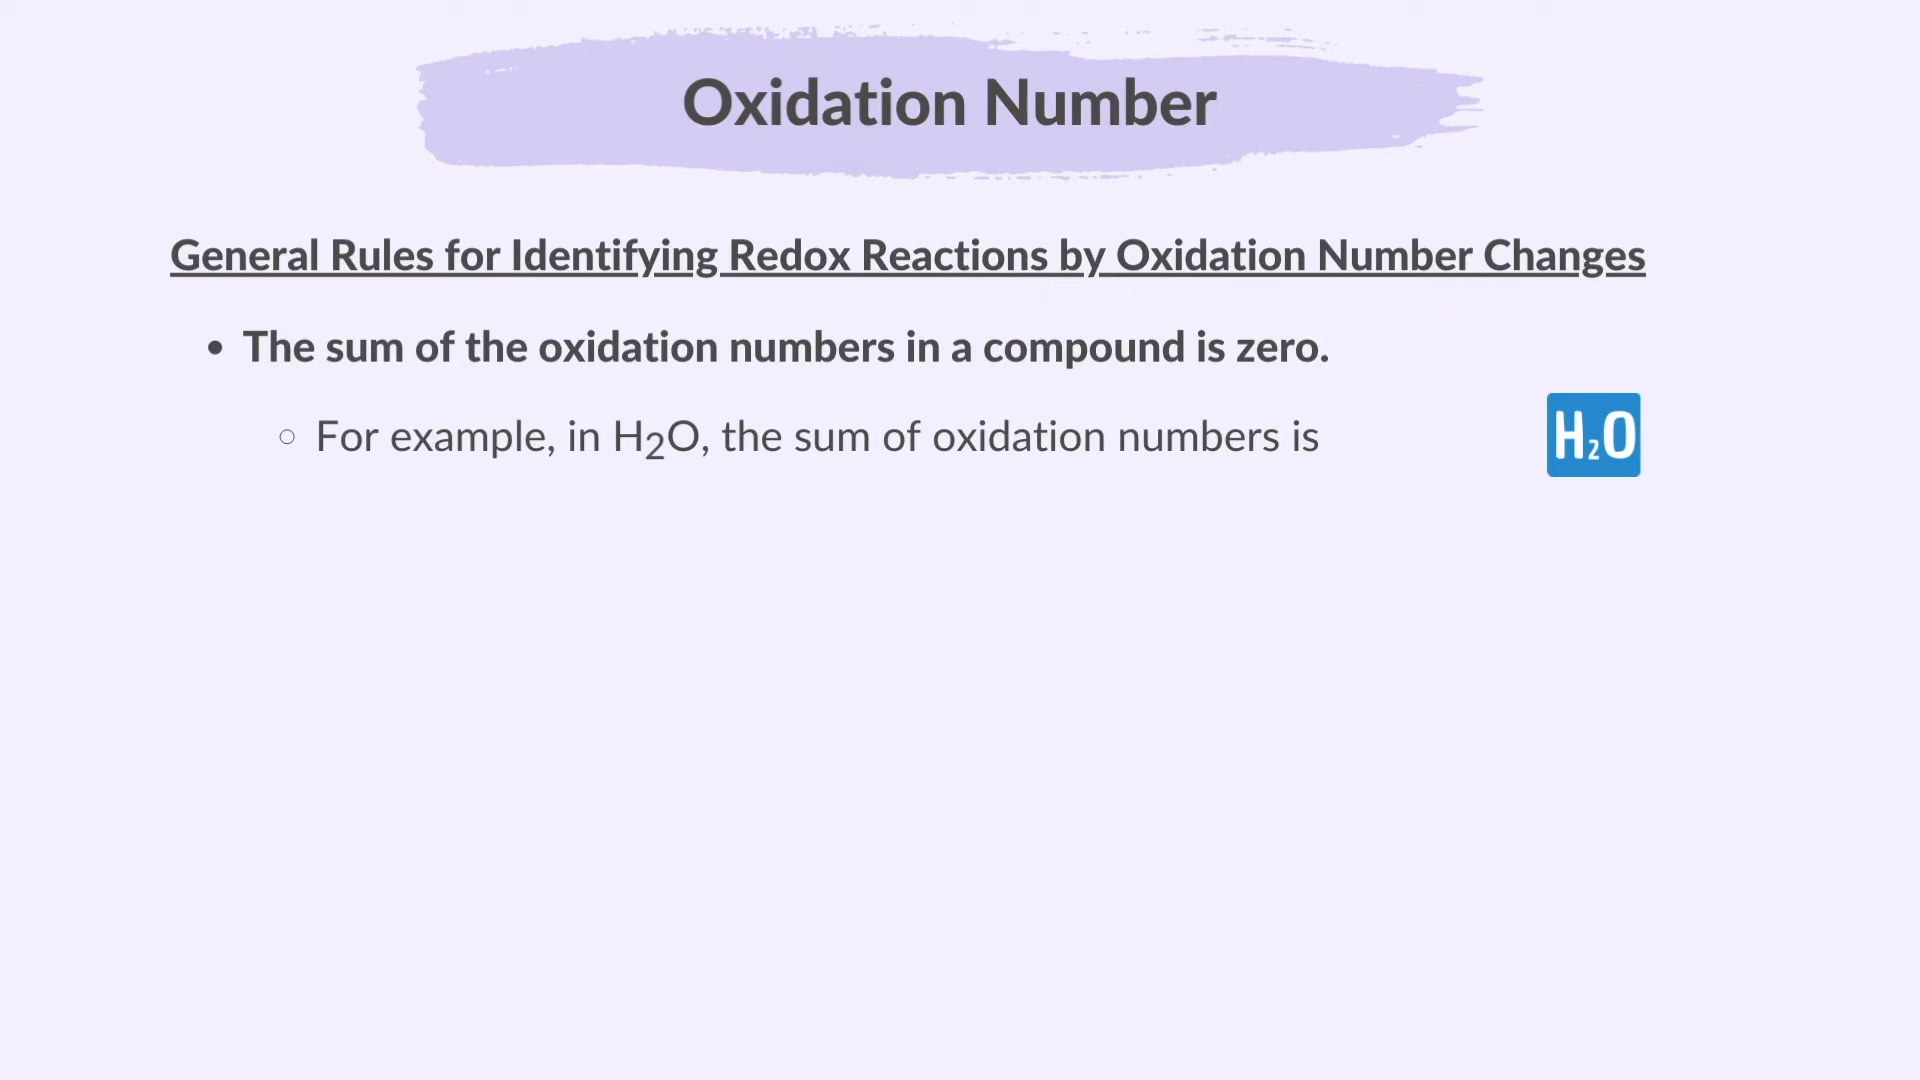 Oxidation Number
General Rules for Identifying Redox Reactions by Oxidation Number Changes
• The sum of the oxidation numbers in a compound is zero.
○ For example, in H₂O, the sum of oxidation numbers is
H₂O